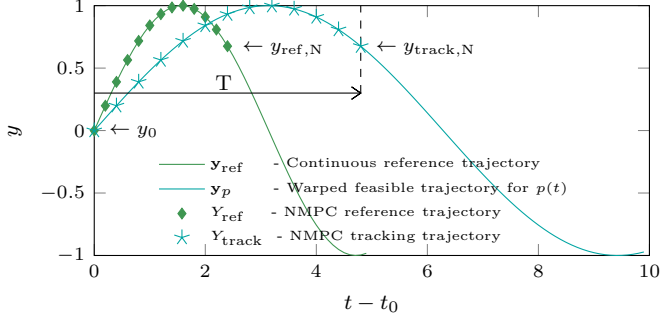 1
0.5
0
−0.5
−1
y
← y_ref,N
← y_track,N
T
← y_0
y_ref - Continuous reference trajectory
y_p - Warped feasible trajectory for p(t)
Y_ref - NMPC reference trajectory
Y_track - NMPC tracking trajectory
0 2 4 6 8 10
t − t_0